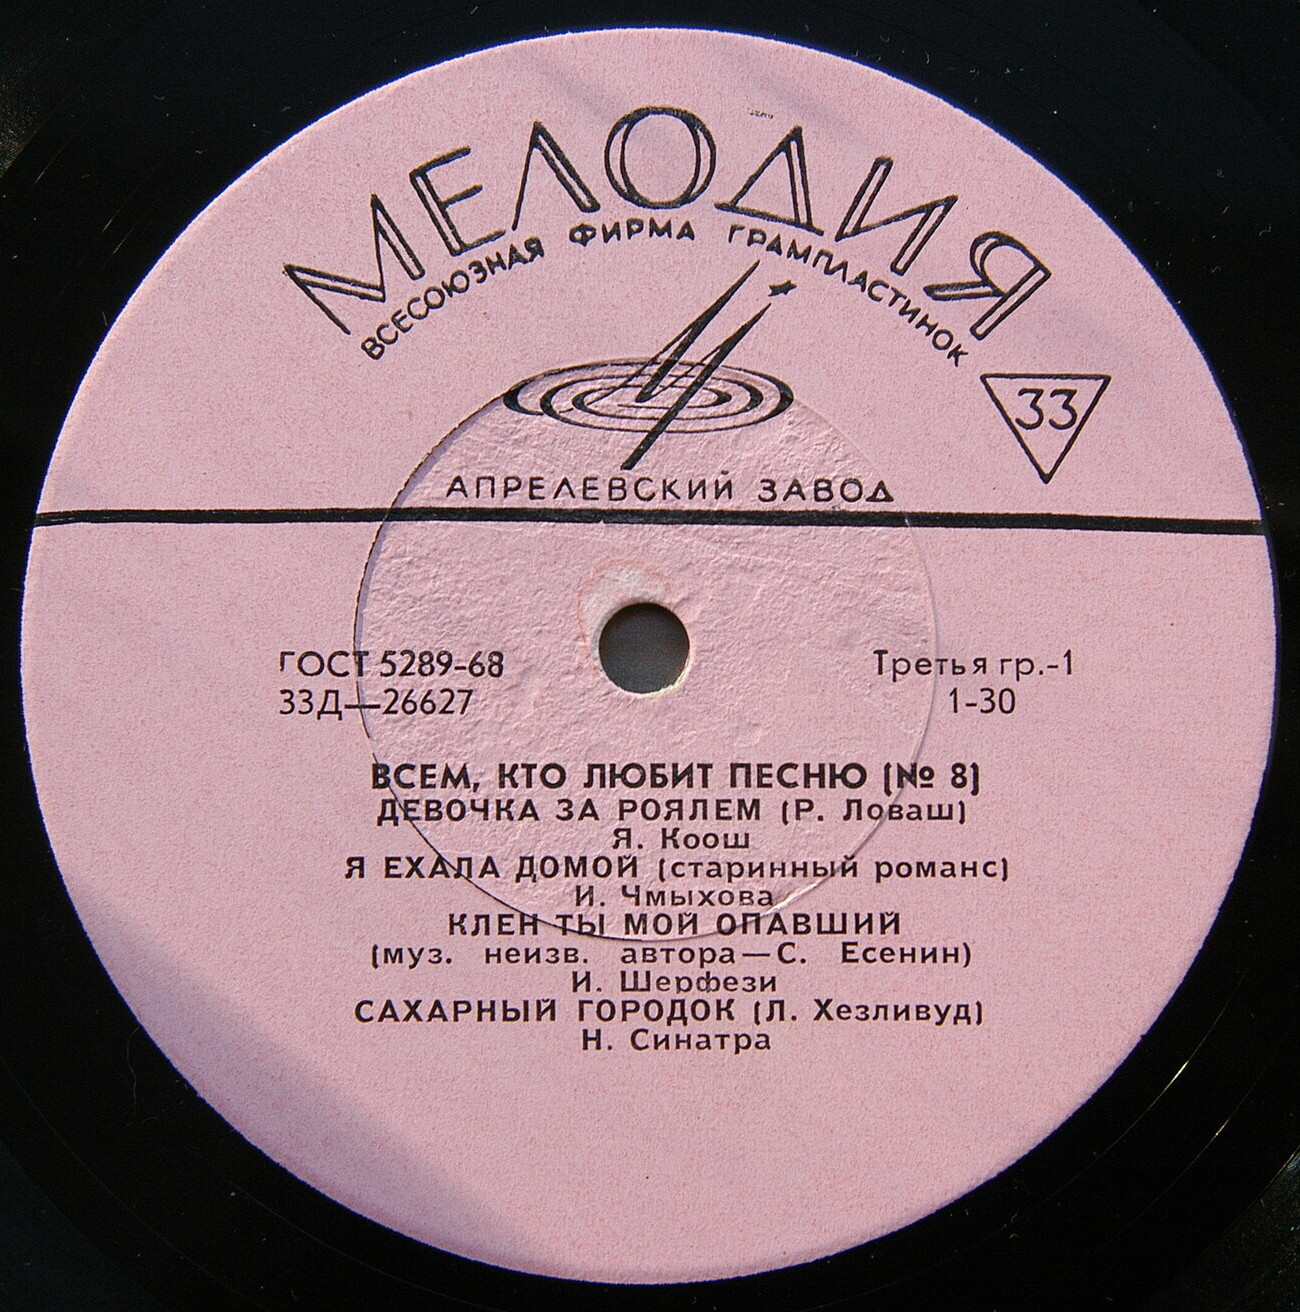 МЕЛОДИЯ
ВСЕСОЮЗНАЯ ФИРМА ГРАМПЛАСТИНОК
33
АПРЕЛЕВСКИЙ ЗАВОД
ГОСТ 5289-68
Третья гр.-1
33Д—26627
1-30
ВСЕМ, КТО ЛЮБИТ ПЕСНЮ (№ 8)
ДЕВОЧКА ЗА РОЯЛЕМ (Р. Ловаш)
Я. Коош
Я ЕХАЛА ДОМОЙ (старинный романс)
И. Чмыхова
КЛЕН ТЫ МОЙ ОПАВШИЙ
(муз. неизв. автора—С. Есенин)
И. Шерфези
САХАРНЫЙ ГОРОДОК (Л. Хезливуд)
Н. Синатра